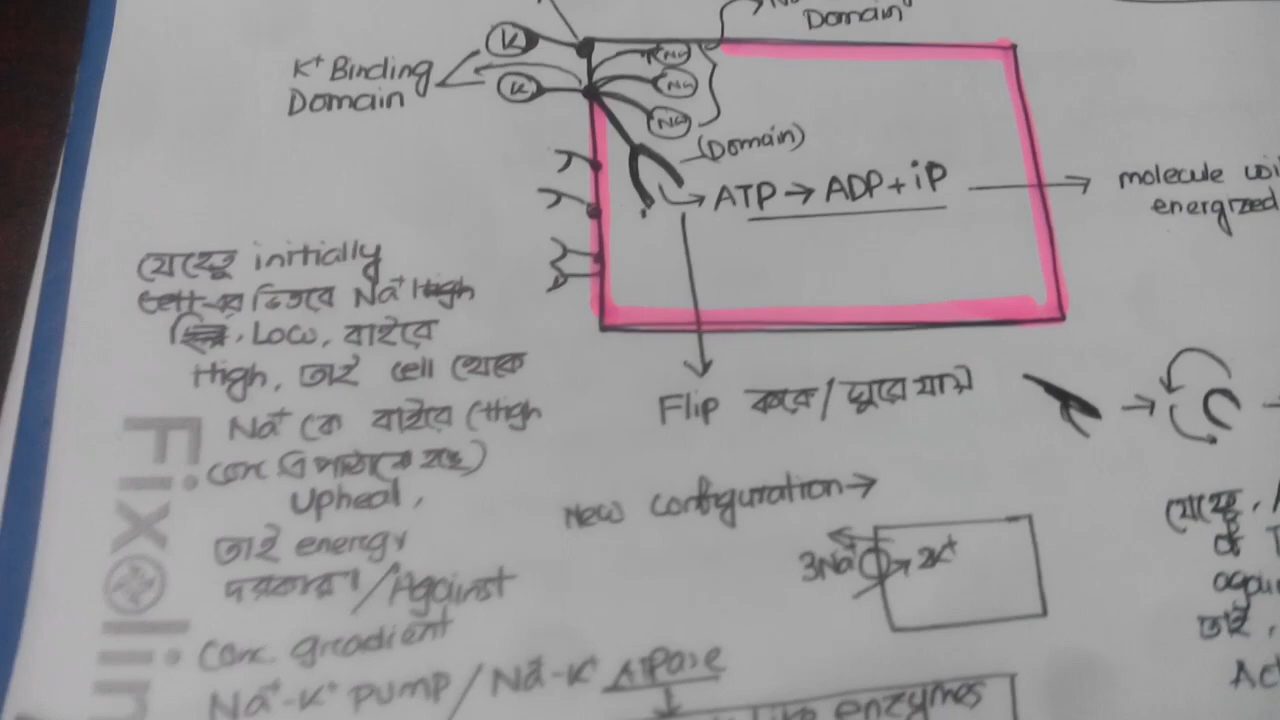 Domain
K
K⁺ Binding
Domain
K
Na
Na
Na
(Domain)
ATP → ADP + iP
molecule
energized
যেহেতু initially
cell-এর ভিতরে Na⁺ High
Low, বাইরে
High, তাই cell থেকে
Na⁺ কে বাইরে (High
conc এ পাঠাতে হয়)
Upheal,
তাই energy
দরকার। / Against
conc. gradient
Flip করে / ঘুরে যায়
New configuration →
3Na⁺
2K⁺
যেহেতু,
তাই,
Na⁺-K⁺ PUMP / Na⁺-K⁺ ATPase
enzymes
Fixolin